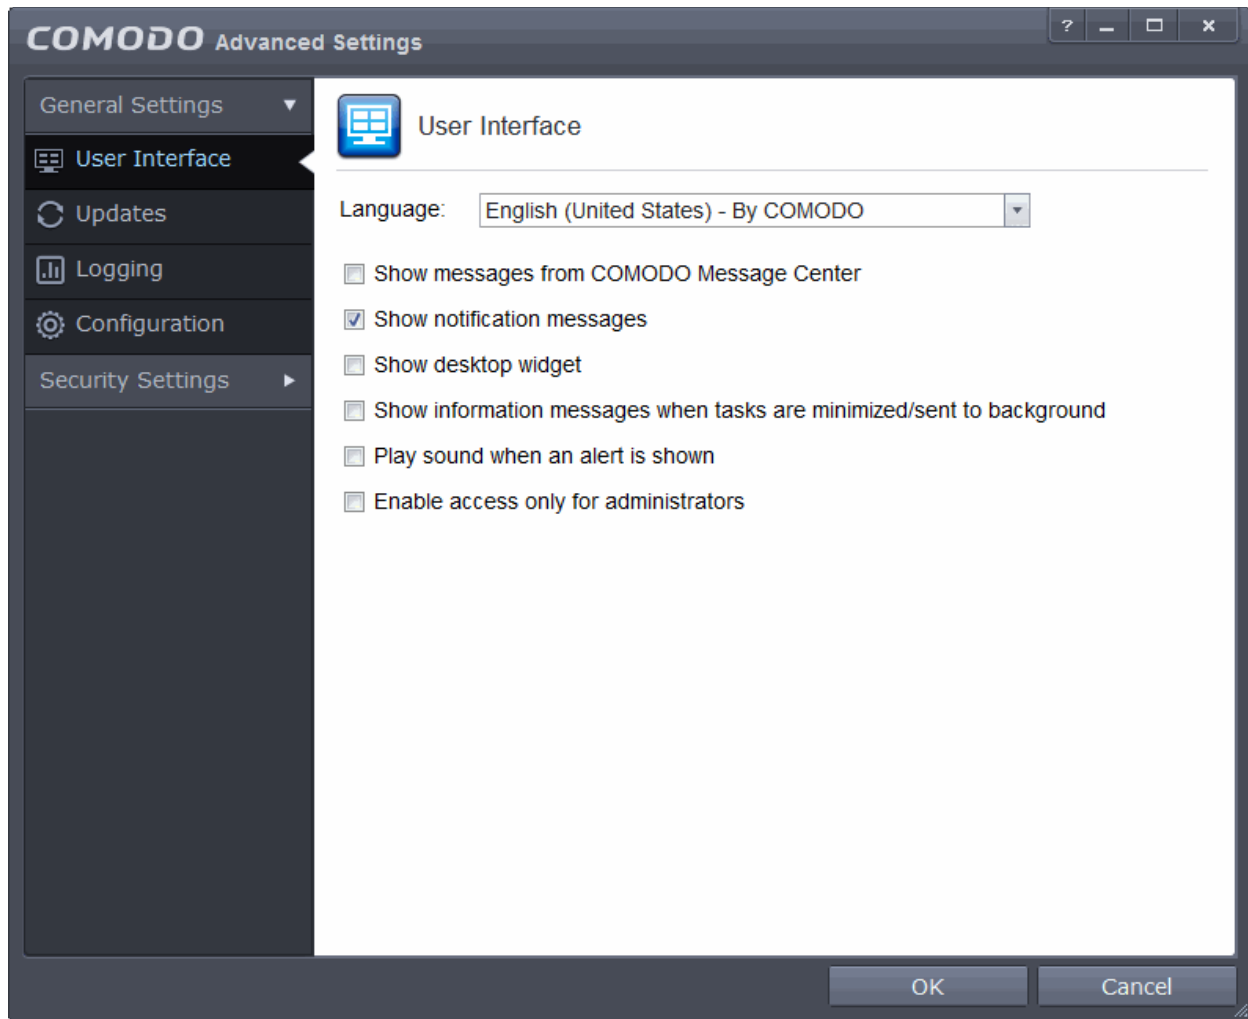 COMODO Advanced Settings
?
General Settings
User Interface
Updates
Logging
Configuration
Security Settings
User Interface
Language: English (United States) - By COMODO
Show messages from COMODO Message Center
Show notification messages
Show desktop widget
Show information messages when tasks are minimized/sent to background
Play sound when an alert is shown
Enable access only for administrators
OK Cancel